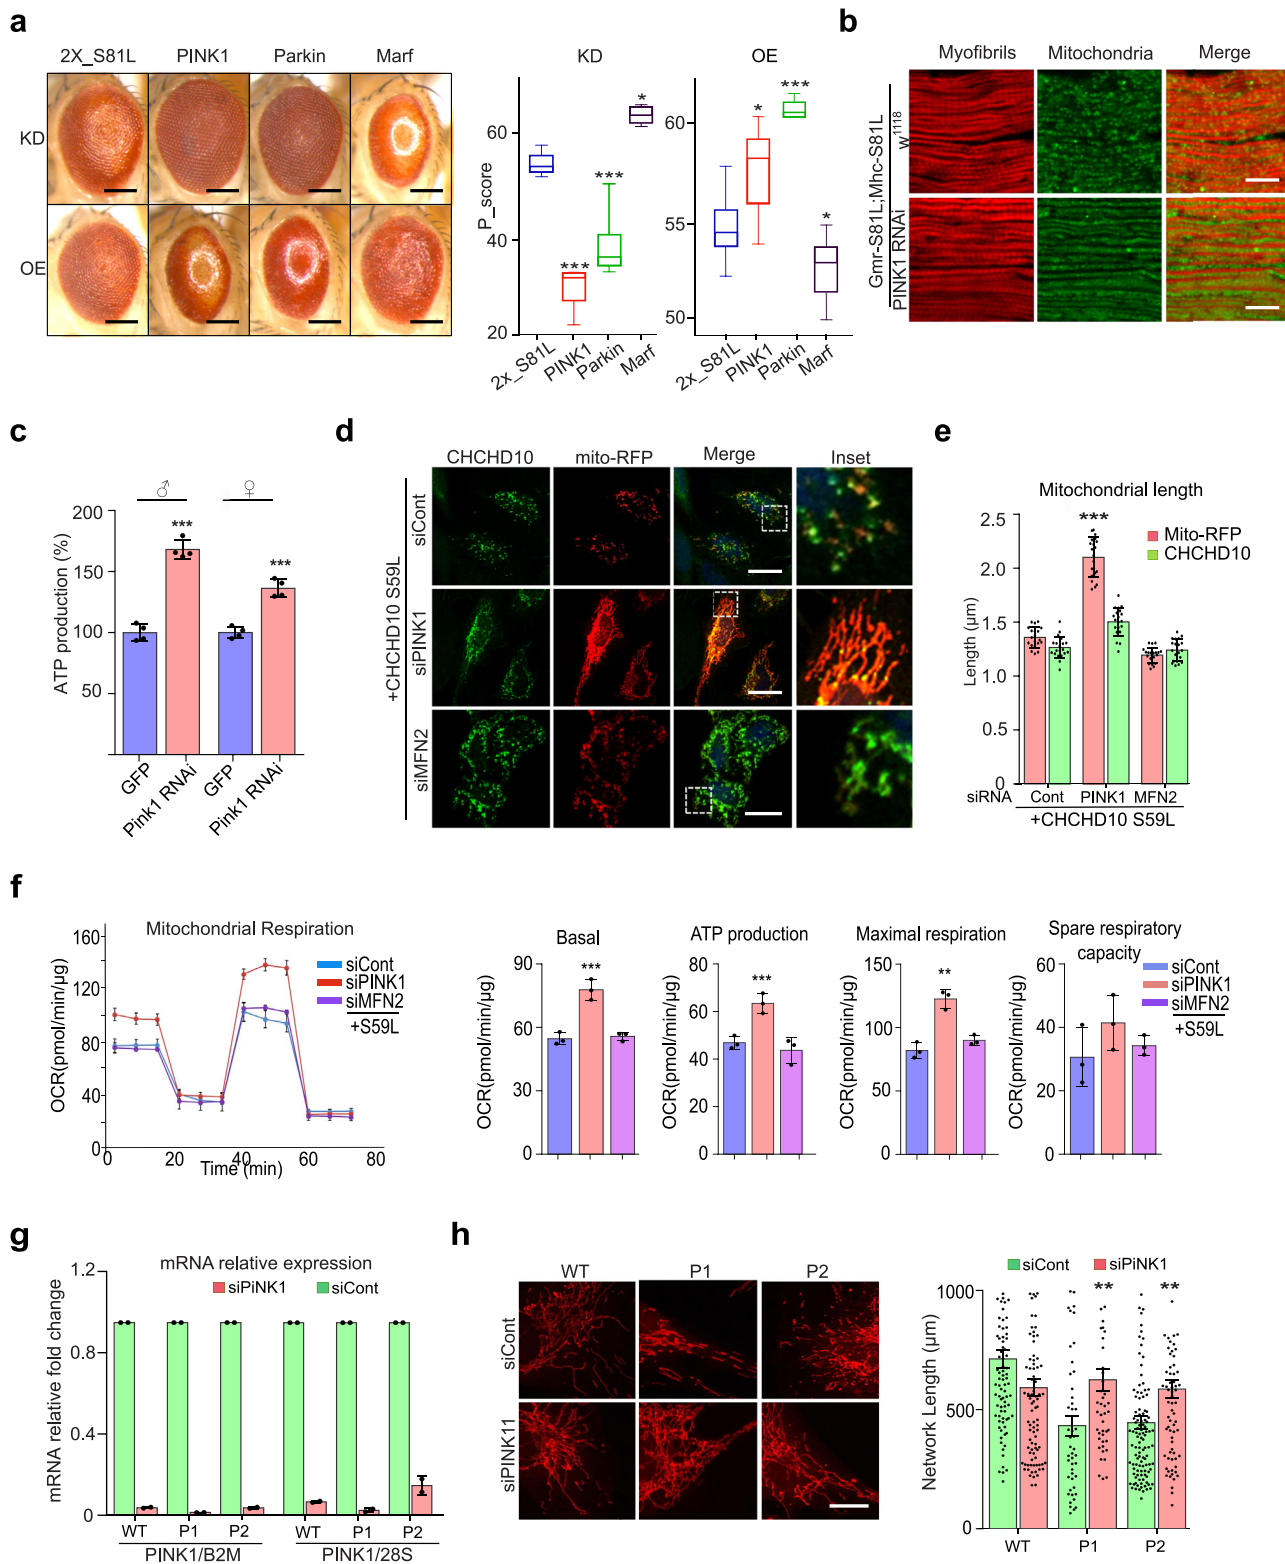 a
2X_S81L PINK1 Parkin Marf
KD
OE
KD
P_score
60
40
20
2x_S81L
PINK1
Parkin
Marf
*** *** *
OE
60
55
50
2x_S81L
PINK1
Parkin
Marf
* *** *
b
Myofibrils Mitochondria Merge
Gmr-S81L;Mhc-S81L
w1118
PINK1 RNAi
c
♂ ♀
ATP production (%)
200
150
100
50
*** ***
GFP
Pink1 RNAi
GFP
Pink1 RNAi
d
CHCHD10 mito-RFP Merge Inset
+CHCHD10 S59L
siCont
siPINK1
siMFN2
e
Mitochondrial length
Length (µm)
2.5
2.0
1.5
1.0
0.5
0
***
Mito-RFP
CHCHD10
siRNA Cont PINK1 MFN2
+CHCHD10 S59L
f
Mitochondrial Respiration
OCR(pmol/min/µg)
160
120
80
40
0
0 20 40 60 80
Time (min)
siCont
siPINK1
siMFN2
+S59L
Basal
OCR(pmol/min/µg)
90
60
30
0
***
ATP production
OCR(pmol/min/µg)
80
60
40
20
0
***
Maximal respiration
OCR(pmol/min/µg)
150
100
50
0
**
Spare respiratory
capacity
OCR(pmol/min/µg)
60
40
20
0
siCont
siPINK1
siMFN2
+S59L
g
mRNA relative expression
siPiNK1 siCont
mRNA relative fold change
1.2
0.8
0.4
0
WT P1 P2 WT P1 P2
PINK1/B2M PINK1/28S
h
WT P1 P2
siCont
siPINK11
siCont siPiNK1
Network Length (µm)
1000
500
0
** **
WT P1 P2